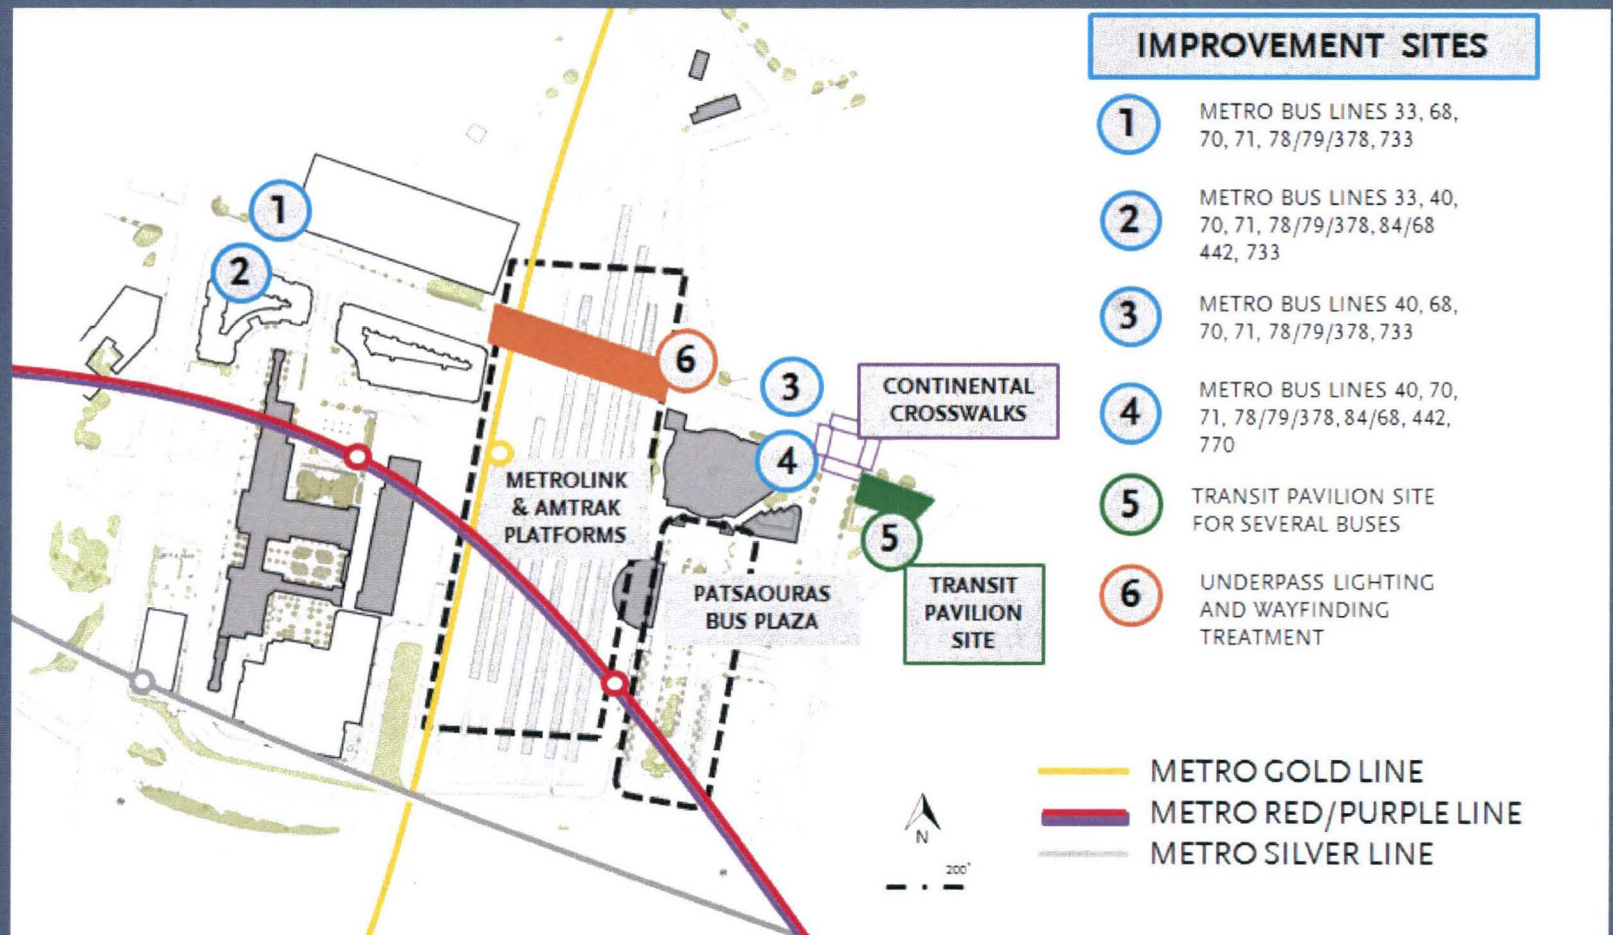 IMPROVEMENT SITES
1
METRO BUS LINES 33, 68,
70, 71, 78/79/378, 733
2
METRO BUS LINES 33, 40,
70, 71, 78/79/378, 84/68
442, 733
3
METRO BUS LINES 40, 68,
70, 71, 78/79/378, 733
4
METRO BUS LINES 40, 70,
71, 78/79/378, 84/68, 442,
770
5
TRANSIT PAVILION SITE
FOR SEVERAL BUSES
6
UNDERPASS LIGHTING
AND WAYFINDING
TREATMENT
1
2
6
3
CONTINENTAL
CROSSWALKS
4
METROLINK
& AMTRAK
PLATFORMS
5
PATSAOURAS
BUS PLAZA
TRANSIT
PAVILION
SITE
METRO GOLD LINE
METRO RED/PURPLE LINE
METRO SILVER LINE
N
200'